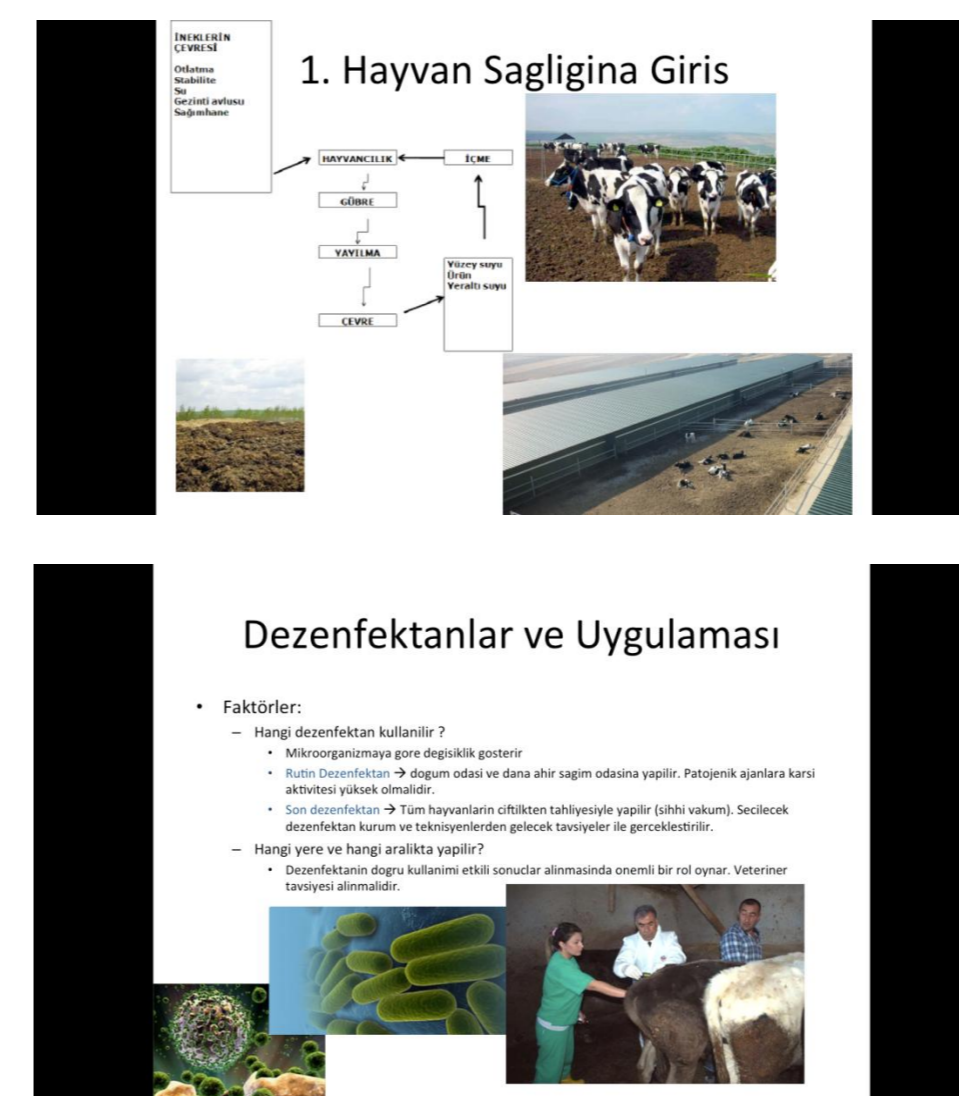 İNEKLERİN
ÇEVRESİ
Otlatma
Stabilite
Su
Gezinti avlusu
Sağımhane
1. Hayvan Sagligina Giris
HAYVANCILIK
İÇME
GÜBRE
YAYILMA
Yüzey suyu
Ürün
Yeraltı suyu
ÇEVRE
Dezenfektanlar ve Uygulaması
• Faktörler:
– Hangi dezenfektan kullanilir ?
• Mikroorganizmaya gore degisiklik gosterir
• Rutin Dezenfektan → dogum odasi ve dana ahir sagim odasina yapilir. Patojenik ajanlara karsi
aktivitesi yüksek olmalidir.
• Son dezenfektan → Tüm hayvanlarin ciftilkten tahliyesiyle yapilir (sihhi vakum). Secilecek
dezenfektan kurum ve teknisyenlerden gelecek tavsiyeler ile gerceklestirilir.
– Hangi yere ve hangi aralikta yapilir?
• Dezenfektanin dogru kullanimi etkili sonuclar alinmasinda onemli bir rol oynar. Veteriner
tavsiyesi alinmalidir.